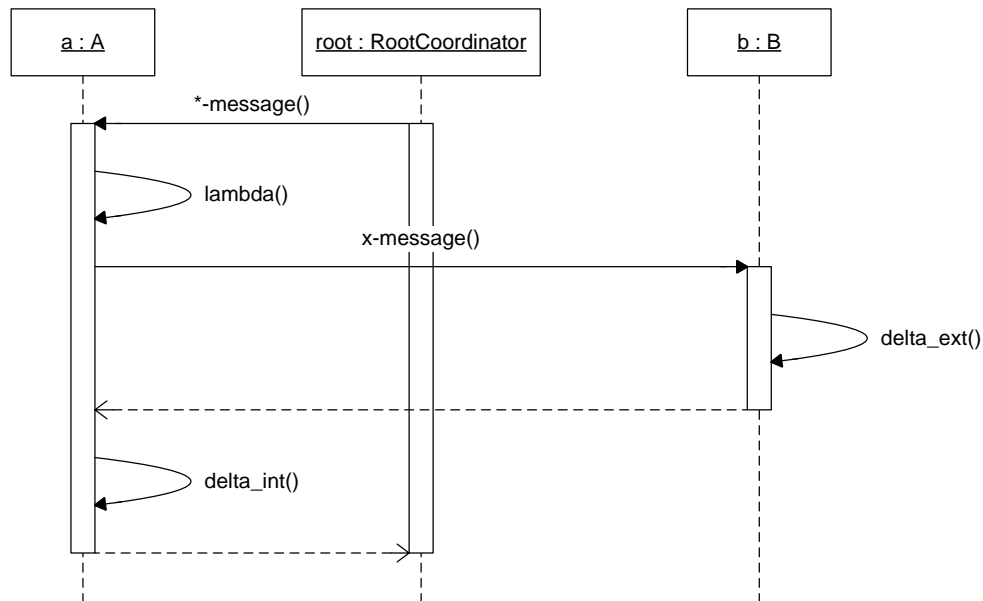 a : A
root : RootCoordinator
b : B
*-message()
lambda()
x-message()
delta_ext()
delta_int()